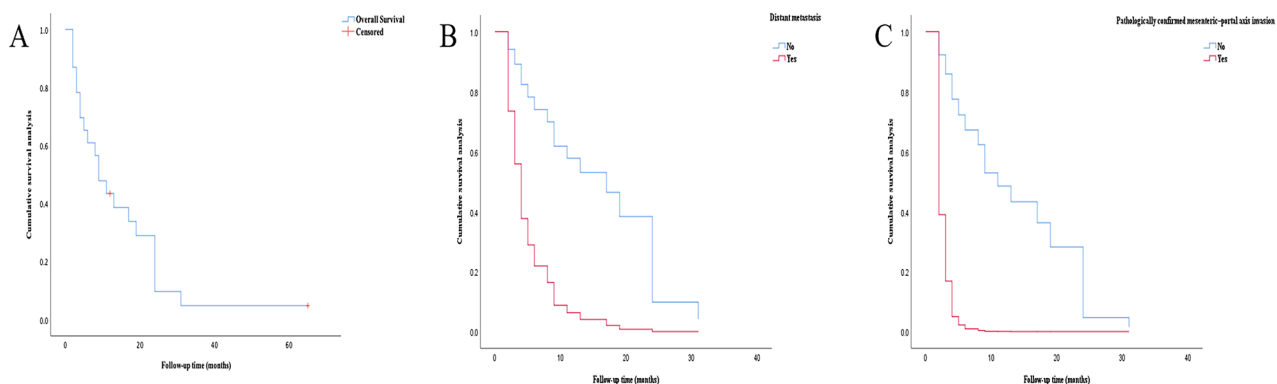 A
Overall Survival
Censored
Cumulative survival analysis
1.0
0.8
0.6
0.4
0.2
0.0
0
20
40
60
Follow-up time (months)
B
Distant metastasis
No
Yes
Cumulative survival analysis
1.0
0.8
0.6
0.4
0.2
0.0
0
10
20
30
40
Follow-up time (months)
C
Pathologically confirmed mesenteric-portal axis invasion
No
Yes
Cumulative survival analysis
1.0
0.8
0.6
0.4
0.2
0.0
0
10
20
30
40
Follow-up time (months)